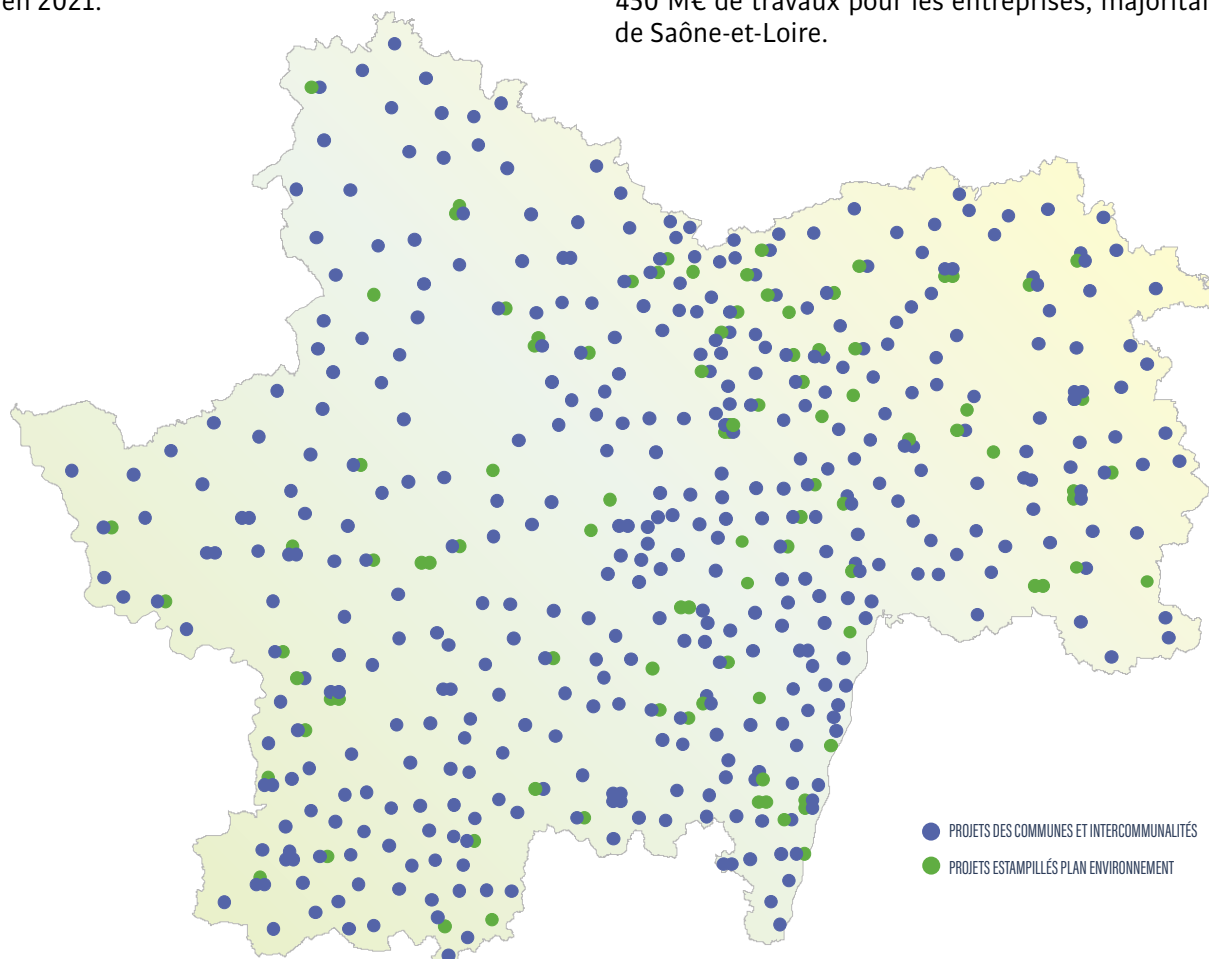 en 2021.
450 M€ de travaux pour les entreprises,
de Saône-et-Loire.
PROJETS DES COMMUNES ET INTERCOMMUNALITÉS
PROJETS ESTAMPILLÉS PLAN ENVIRONNEMENT